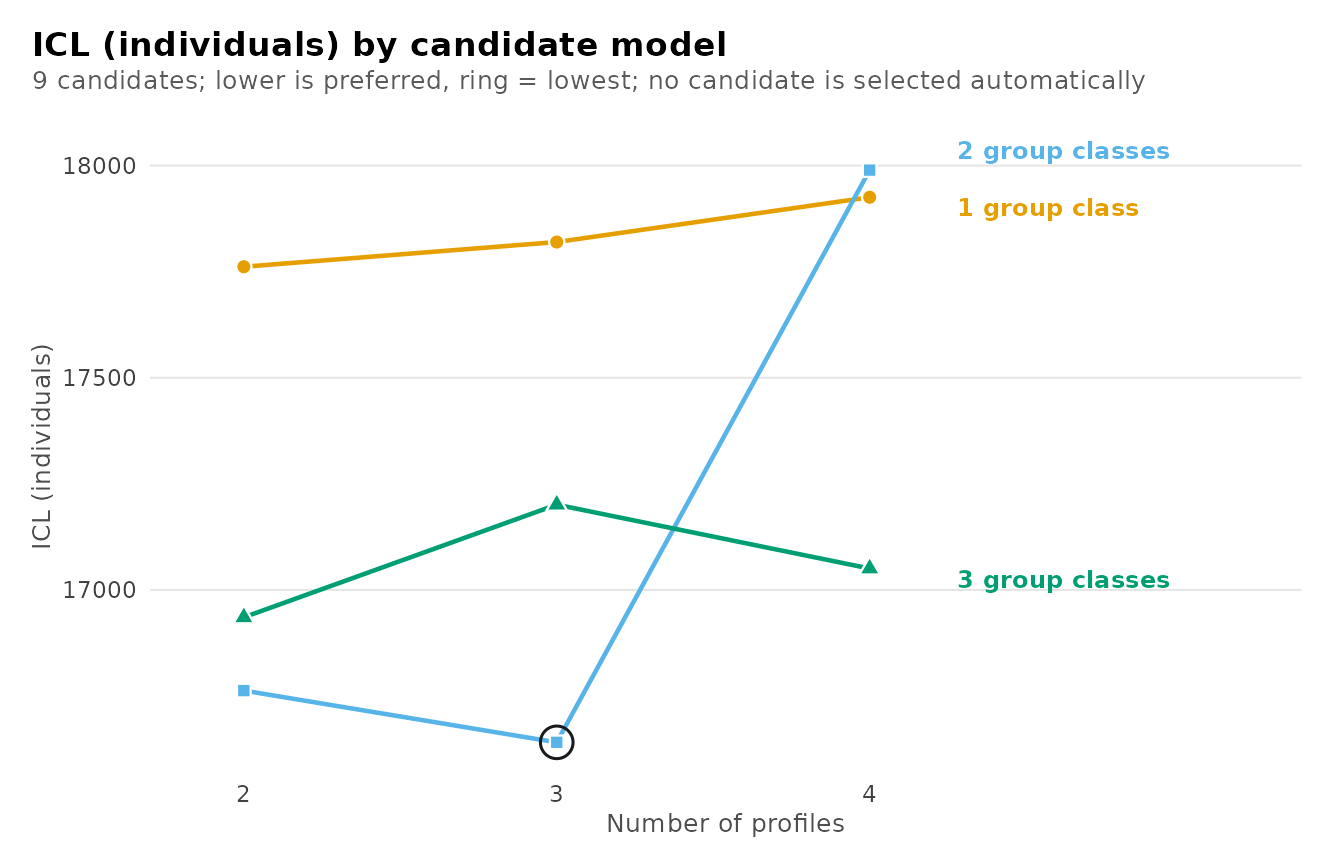 ICL (individuals) by candidate model
9 candidates; lower is preferred, ring = lowest; no candidate is selected automatically
2 group classes
18000
1 group class
17500
ICL (individuals)
3 group classes
17000
2 3 4
Number of profiles